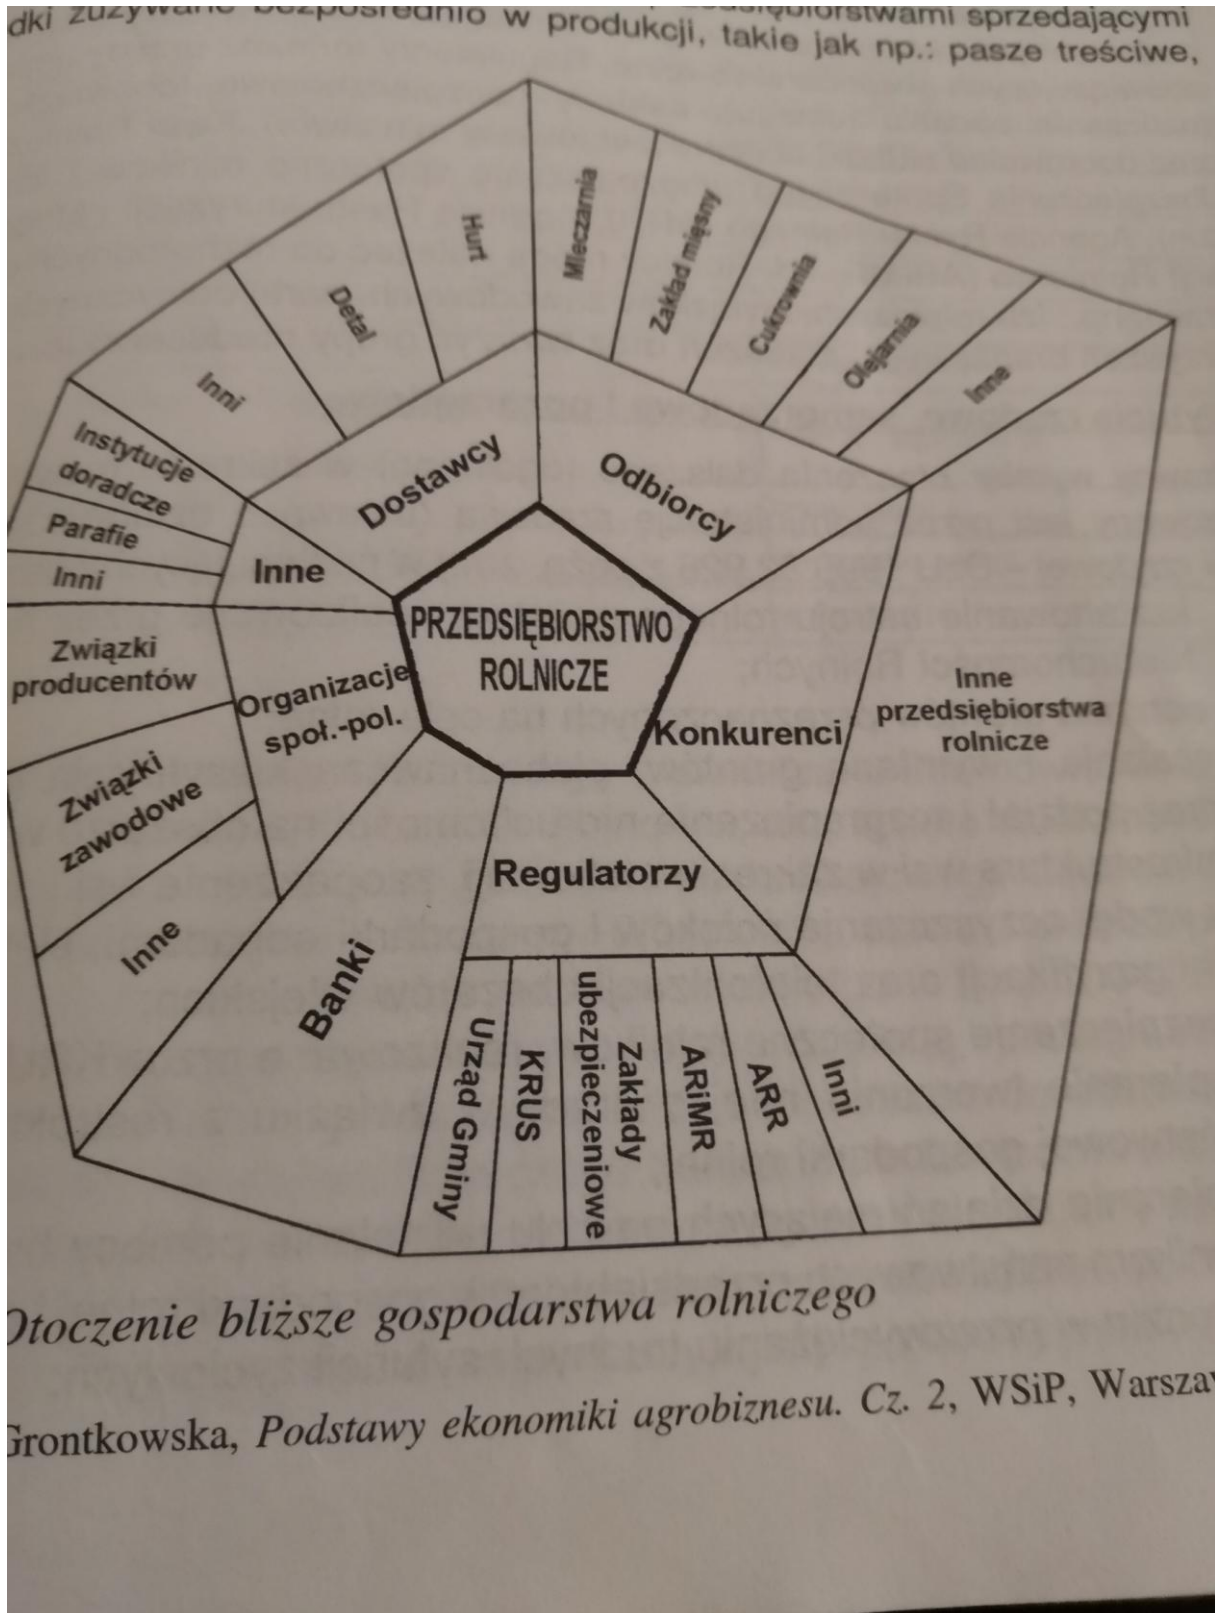 dki zużywane bezpośrednio w produkcji, takie jak np.: pasze treściwe,
sprzedającymi
Hurt
Mleczarnia
Zakład mięsny
Cukrownia
Olejarnia
Inne
Detal
Inni
Instytucje
doradcze
Parafie
Inni
Dostawcy
Odbiorcy
Inne
PRZEDSIĘBIORSTWO
ROLNICZE
Związki
producentów
Organizacje
społ.-pol.
Konkurenci
Inne
przedsiębiorstwa
rolnicze
Związki
zawodowe
Inne
Banki
Regulatorzy
Urząd Gminy
KRUS
Zakłady
ubezpieczeniowe
ARiMR
ARR
Inni
Otoczenie bliższe gospodarstwa rolniczego
Grontkowska, Podstawy ekonomiki agrobiznesu. Cz. 2, WSiP, Warszaw